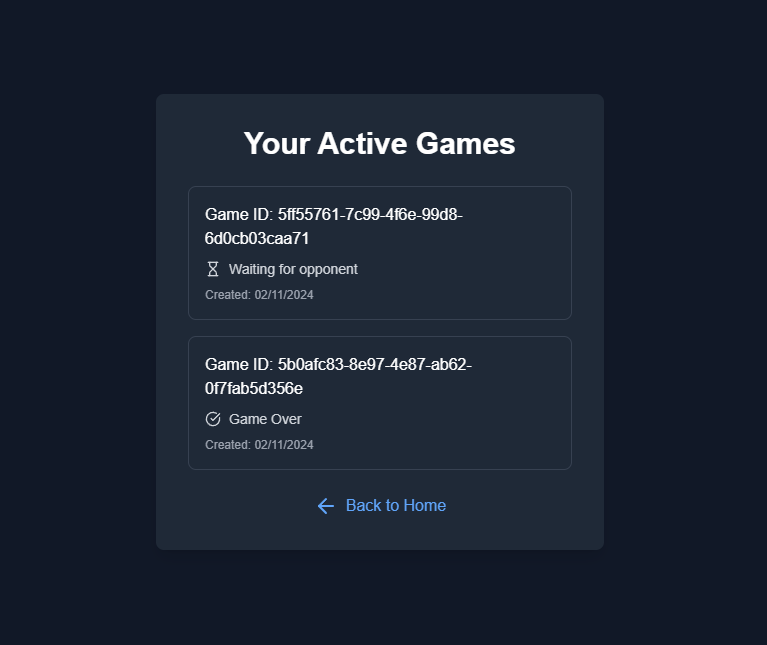 Your Active Games
Game ID: 5ff55761-7c99-4f6e-99d8-
6d0cb03caa71
Waiting for opponent
Created: 02/11/2024
Game ID: 5b0afc83-8e97-4e87-ab62-
0f7fab5d356e
Game Over
Created: 02/11/2024
Back to Home